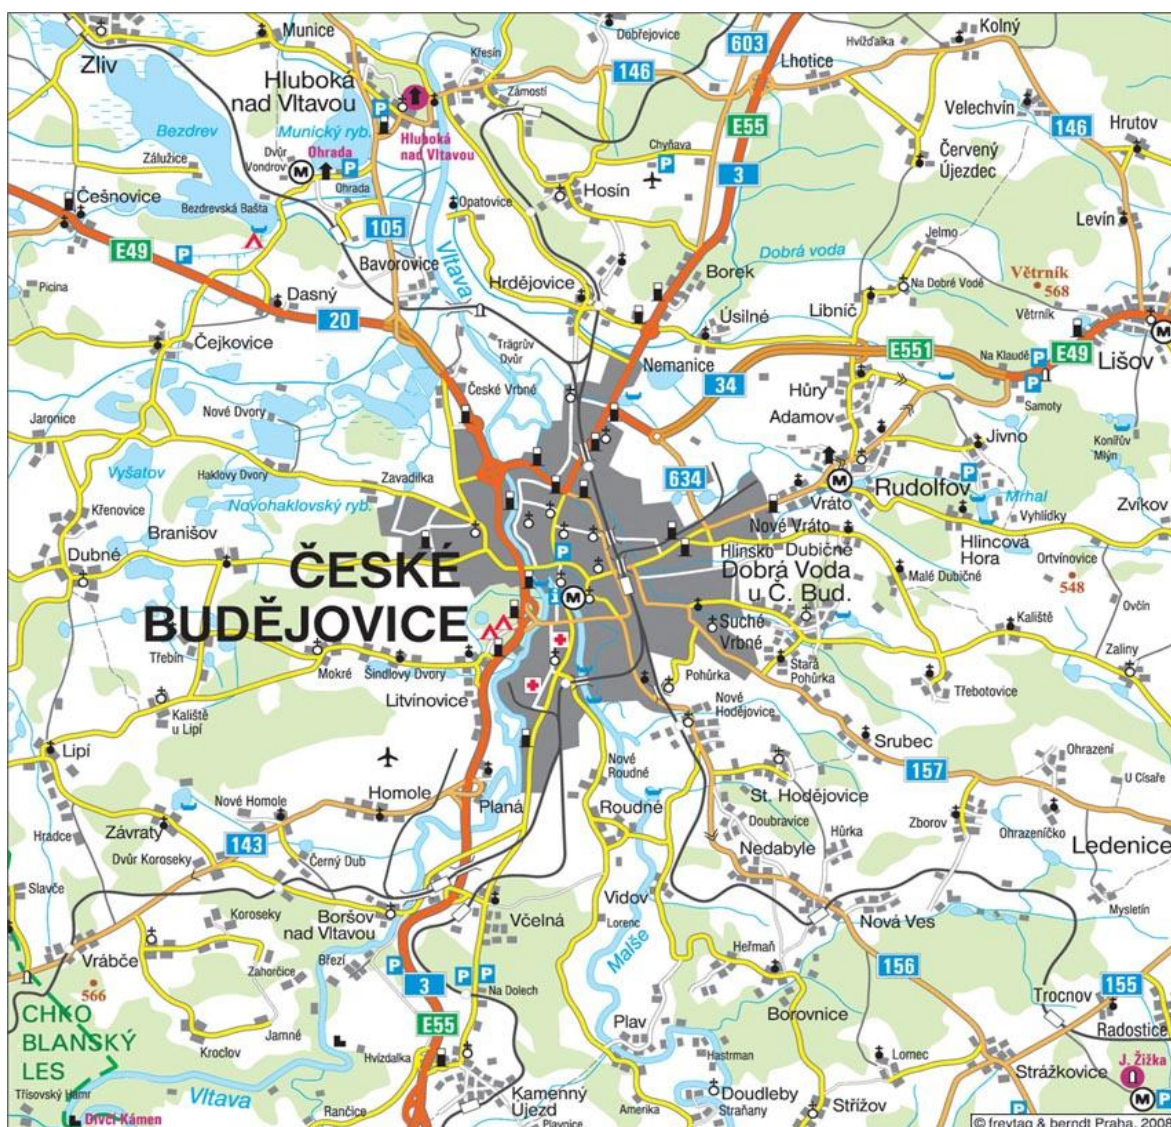 Zliv
Munice
Křesín
Dobřejovice
603
Hvížďalka
Kolný
Hluboká
nad Vltavou
146
Lhotice
Zámostí
Velechvín
Bezdrev
Munický ryb.
P
Hluboká
nad Vltavou
E55
146
Hrutov
Dvůr
Vondrov
Ohrada
P
Chyňava
P
Červený
Újezdec
Zálužice
M
Ohrada
Hosín
3
Češnovice
Bezdrevská Bašta
Opatovice
Levín
105
Jelmo
E49
P
Bavorovice
Vltava
Dobrá voda
Borek
Větrník
568
Na Dobré Vodě
Picina
Dasný
Hrdějovice
Libníč
Větrník
20
Úsilné
M
Čejkovice
Trägrův
Dvůr
E551
Na Klaudě
P
E49
Lišov
Nemanice
České Vrbné
34
Hůry
P
Samoty
Jaronice
Nové Dvory
Adamov
Jivno
Konířův
Mlýn
Vyšatov
Haklovy Dvory
Zavadilka
634
M
P
Křenovice
Novohaklovský ryb.
Vráto
Rudolfov
Mrhal
Zvíkov
Branišov
Nové Vráto
Vyhlídky
Dubné
P
Hlinsko
Dubičné
Hlincová
Hora
Ortvínovice
ČESKÉ
BUDĚJOVICE
Dobrá Voda
u Č. Bud.
Malé Dubičné
548
M
Ovčín
Suché
Vrbné
Kaliště
Třebín
Zaliny
Mokré
Šindlovy Dvory
Pohůrka
Stará
Pohůrka
Třebotovice
Litvínovice
Nové
Hodějovice
Kaliště
u Lipí
Lipí
Srubec
Ohrazení
Nové
Roudné
157
U Císaře
Homole
Planá
St. Hodějovice
Hradce
Nové Homole
Roudné
Doubravice
Zborov
Závraty
143
Hůrka
Ohrazeníčko
Nedabyle
Ledenice
Dvůr Koroseky
Černý Dub
Slavče
Vidov
Mysletín
Koroseky
Boršov
nad Vltavou
Včelná
Lorenc
Nová Ves
Malše
Vrábče
Březí
Heřmaň
Zahorčice
P
P
P
156
566
3
Na Dolech
155
Trocnov
CHKO
BLANSKÝ
LES
Borovnice
Radostice
Jamné
E55
Plav
Kroclov
Hvízdalka
Hastrman
Lomec
J. Žižka
Strážkovice
Třísovský Hamr
Kamenný
Újezd
Doudleby
M
P
Vltava
Dívčí Kámen
Rančice
Plavnice
Amerika
Straňany
Střížov
P
© freytag & berndt Praha, 2005